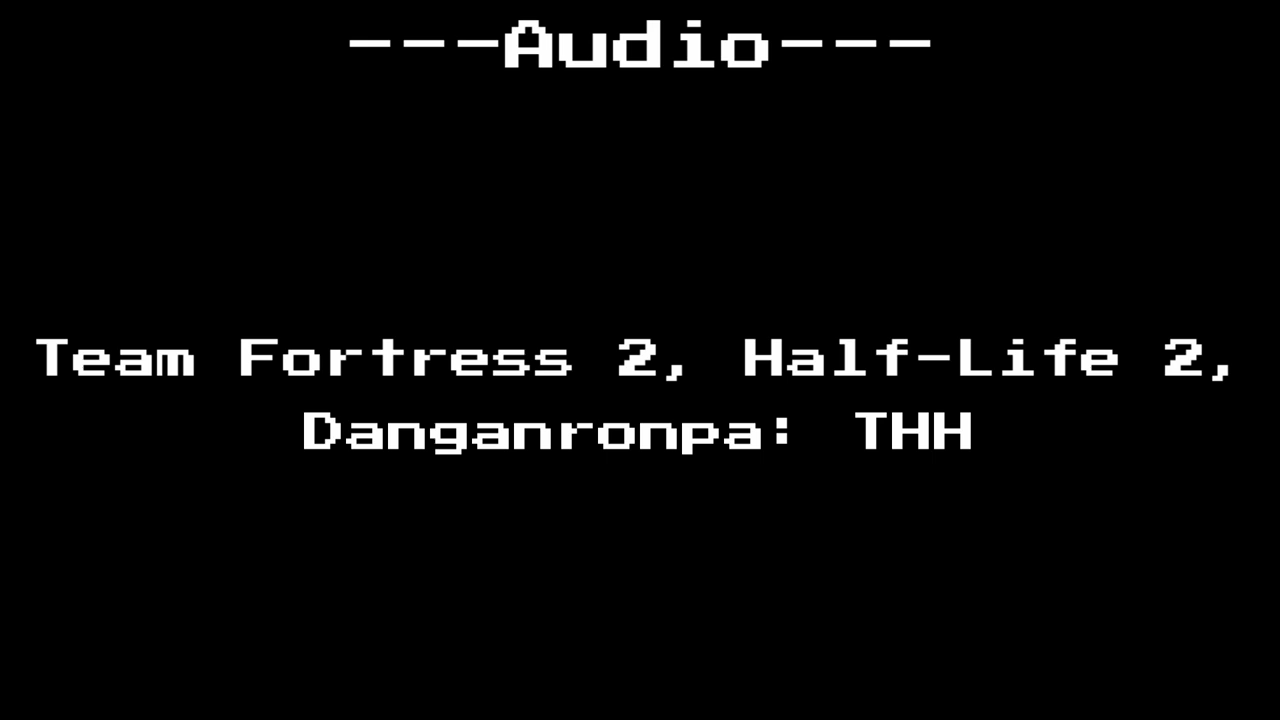 ---Audio---
Team Fortress 2, Half-Life 2,
Danganronpa: THH